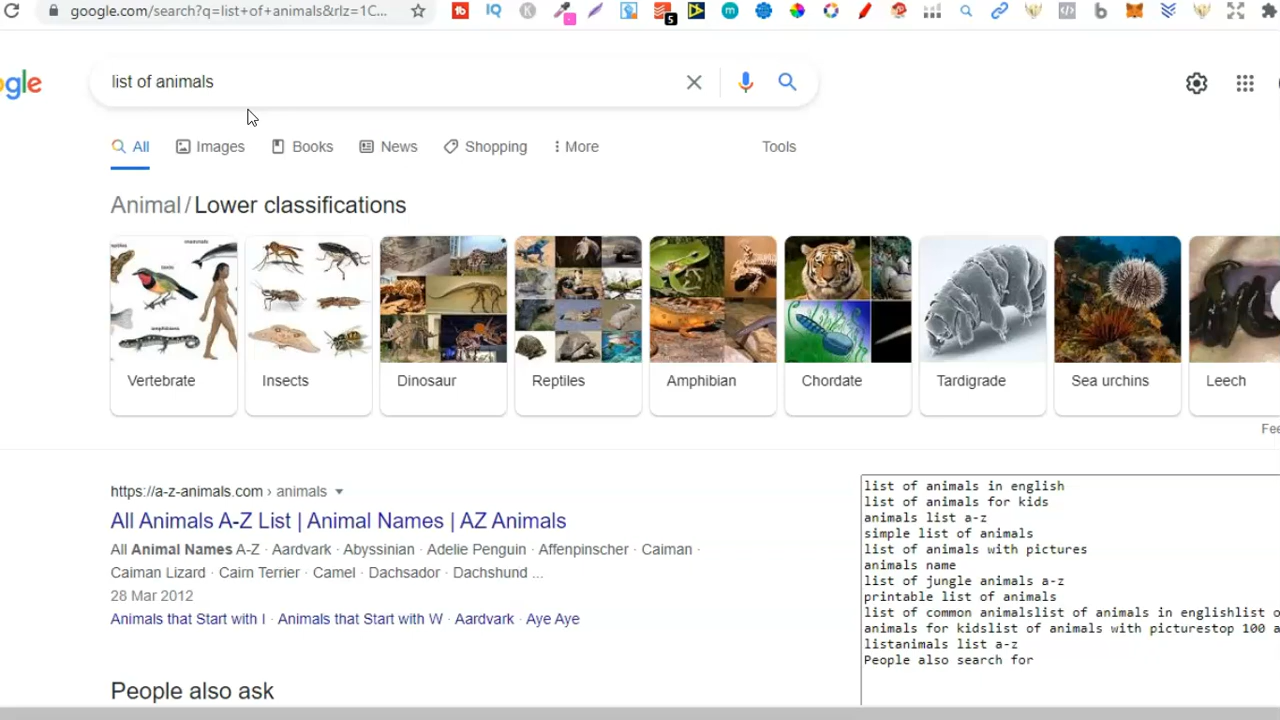 google.com/search?q=list+of+animals&rlz=1C...
5
gle
list of animals
All
Images
Books
News
Shopping
More
Tools
Animal / Lower classifications
Vertebrate
Insects
Dinosaur
Reptiles
Amphibian
Chordate
Tardigrade
Sea urchins
Leech
Fee
https://a-z-animals.com › animals
All Animals A-Z List | Animal Names | AZ Animals
All Animal Names A-Z · Aardvark · Abyssinian · Adelie Penguin · Affenpinscher · Caiman ·
Caiman Lizard · Cairn Terrier · Camel · Dachsador · Dachshund ...
28 Mar 2012
Animals that Start with I · Animals that Start with W · Aardvark · Aye Aye
People also ask
list of animals in english
list of animals for kids
animals list a-z
simple list of animals
list of animals with pictures
animals name
list of jungle animals a-z
printable list of animals
list of common animalslist of animals in englishlist o
animals for kidslist of animals with picturestop 100 a
listanimals list a-z
People also search for